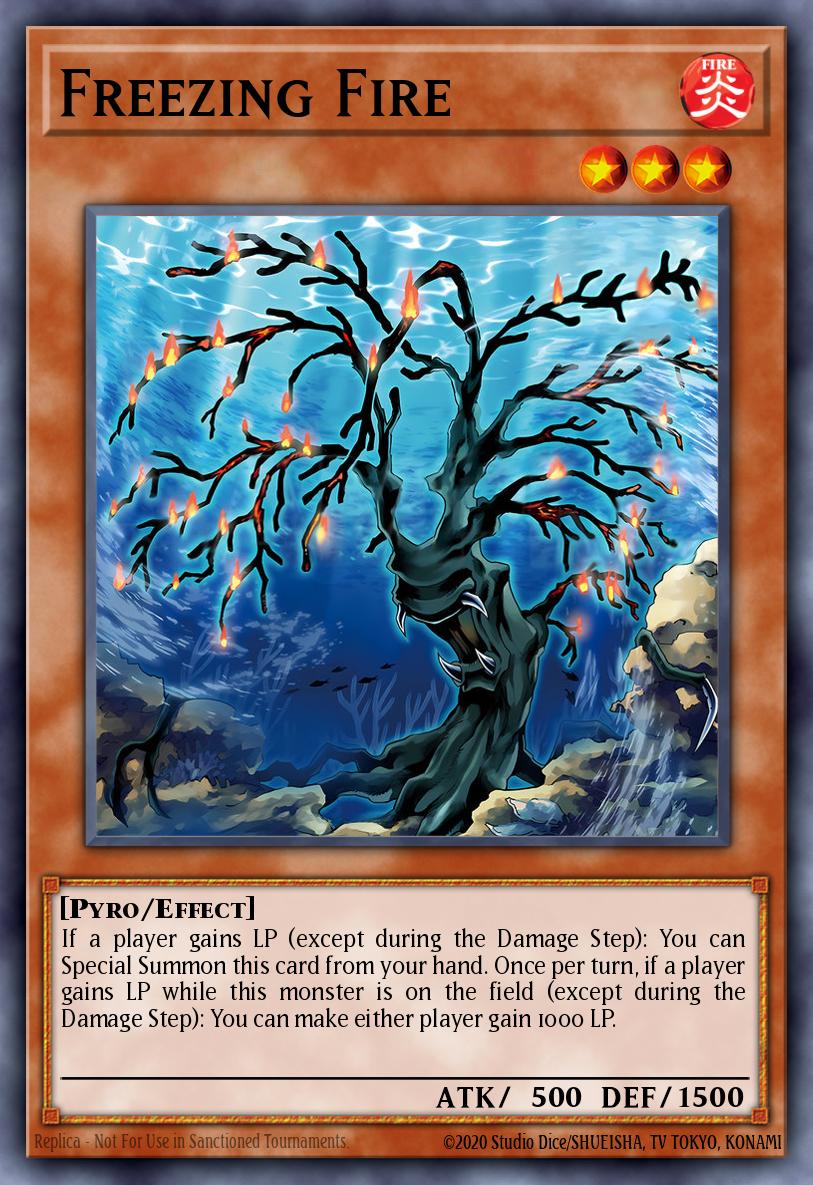 Freezing Fire
FIRE
炎
[Pyro/Effect]
If a player gains LP (except during the Damage Step): You can
Special Summon this card from your hand. Once per turn, if a player
gains LP while this monster is on the field (except during the
Damage Step): You can make either player gain 1000 LP.
ATK/ 500 DEF/1500
Replica - Not For Use in Sanctioned Tournaments.
©2020 Studio Dice/SHUEISHA, TV TOKYO, KONAMI